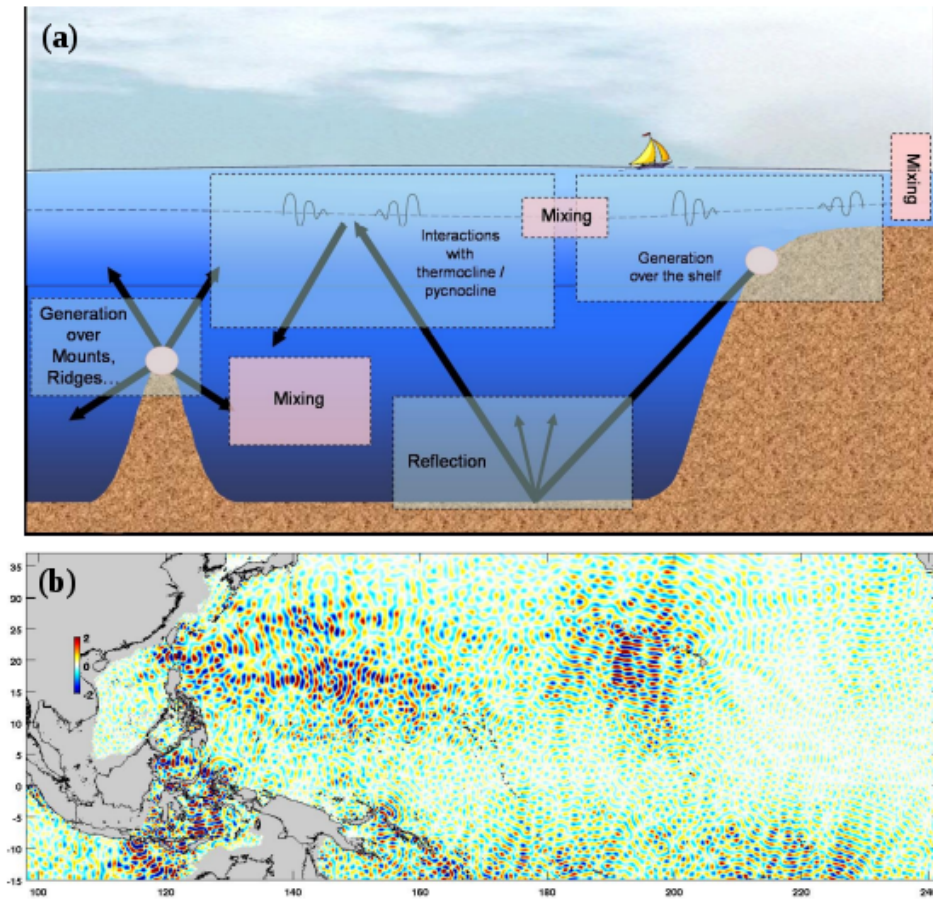 (a)
Mixing
Mixing
Interactions
with
thermocline /
pycnocline
Generation
over the shelf
Generation
over
Mounts,
Ridges...
Mixing
Reflection
(b)
35
30
25
20
15
10
5
0
-5
-10
-15
2
0
-2
100 120 140 160 180 200 220 240